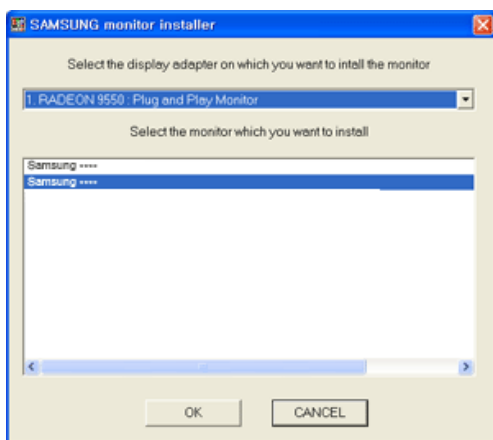 SAMSUNG monitor installer
Select the display adapter on which you want to intall the monitor
1. RADEON 9550 : Plug and Play Monitor
Select the monitor which you want to install
Samsung ----
Samsung ----
OK
CANCEL